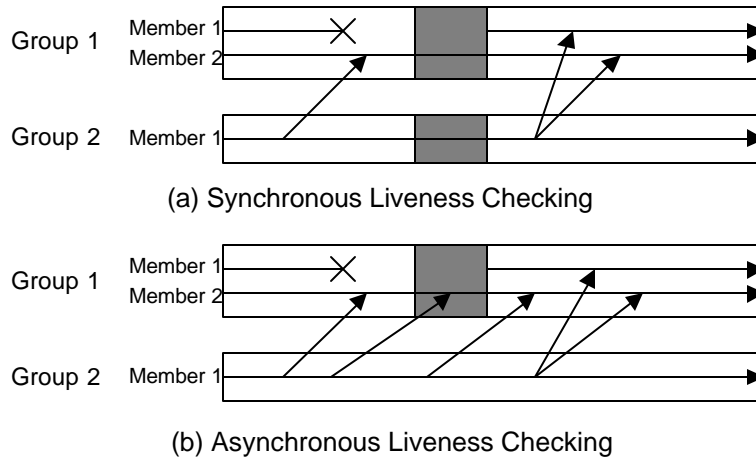 Group 1
Member 1
Member 2
Group 2
Member 1
(a) Synchronous Liveness Checking
Group 1
Member 1
Member 2
Group 2
Member 1
(b) Asynchronous Liveness Checking